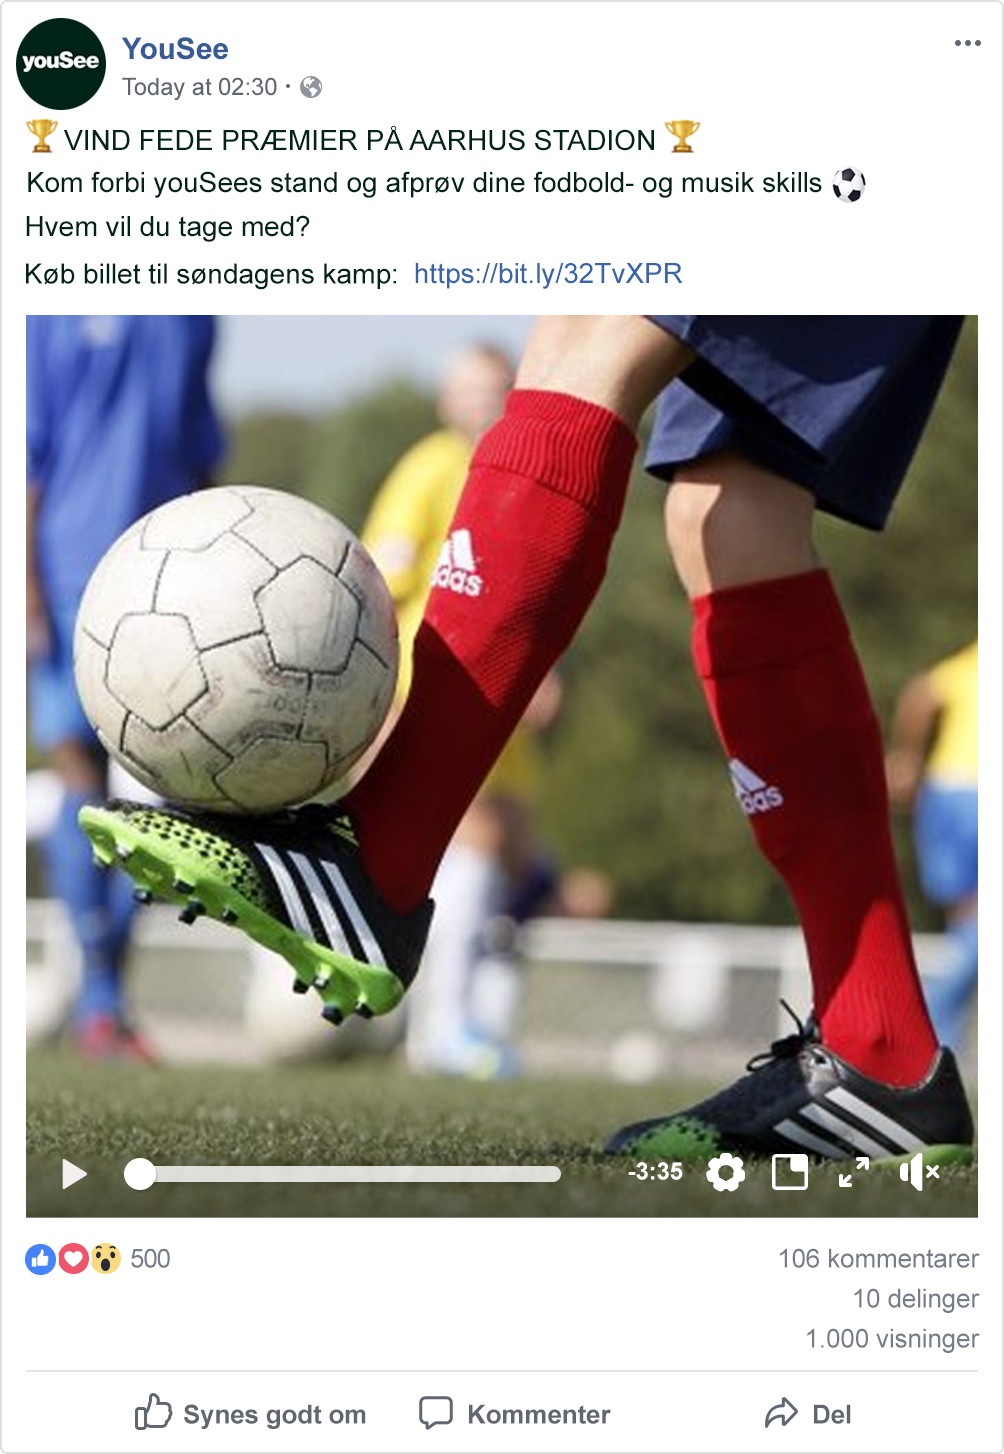 youSee
YouSee
Today at 02:30 ·
VIND FEDE PRÆMIER PÅ AARHUS STADION
Kom forbi youSees stand og afprøv dine fodbold- og musik skills
Hvem vil du tage med?
Køb billet til søndagens kamp: https://bit.ly/32TvXPR
-3:35
500
106 kommentarer
10 delinger
1.000 visninger
Synes godt om
Kommenter
Del